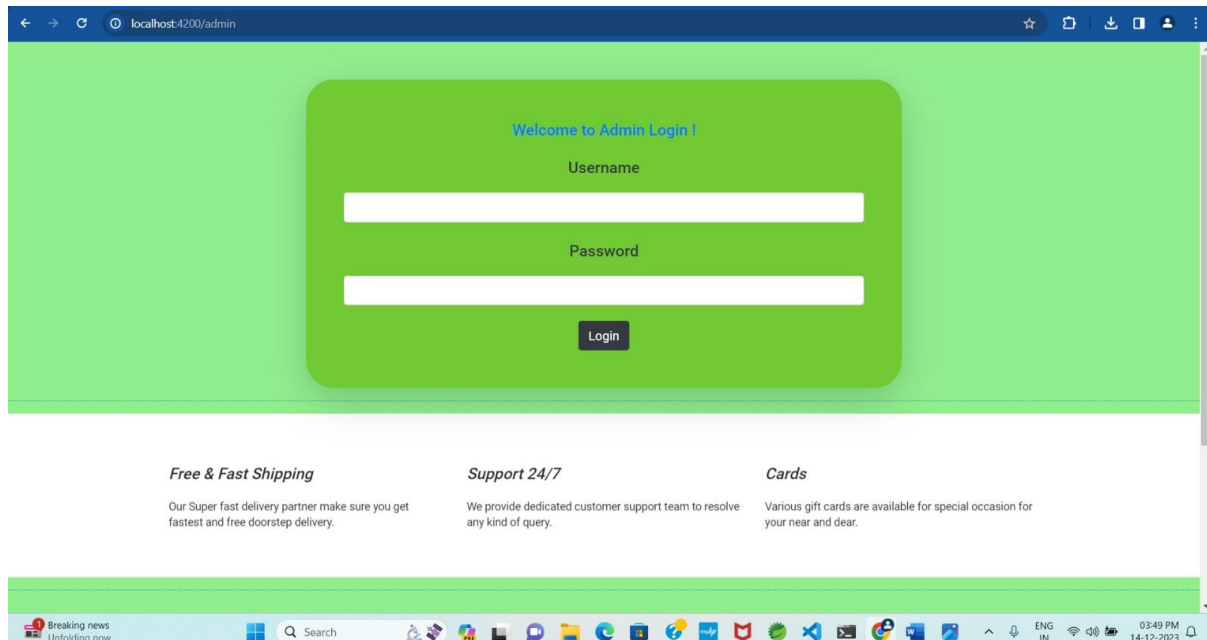 localhost:4200/admin
Welcome to Admin Login !
Username
Password
Login
Free & Fast Shipping
Our Super fast delivery partner make sure you get
fastest and free doorstep delivery.
Support 24/7
We provide dedicated customer support team to resolve
any kind of query.
Cards
Various gift cards are available for special occasion for
your near and dear.
1
Breaking news
Unfolding now
Search
ENG
IN
03:49 PM
14-12-2023